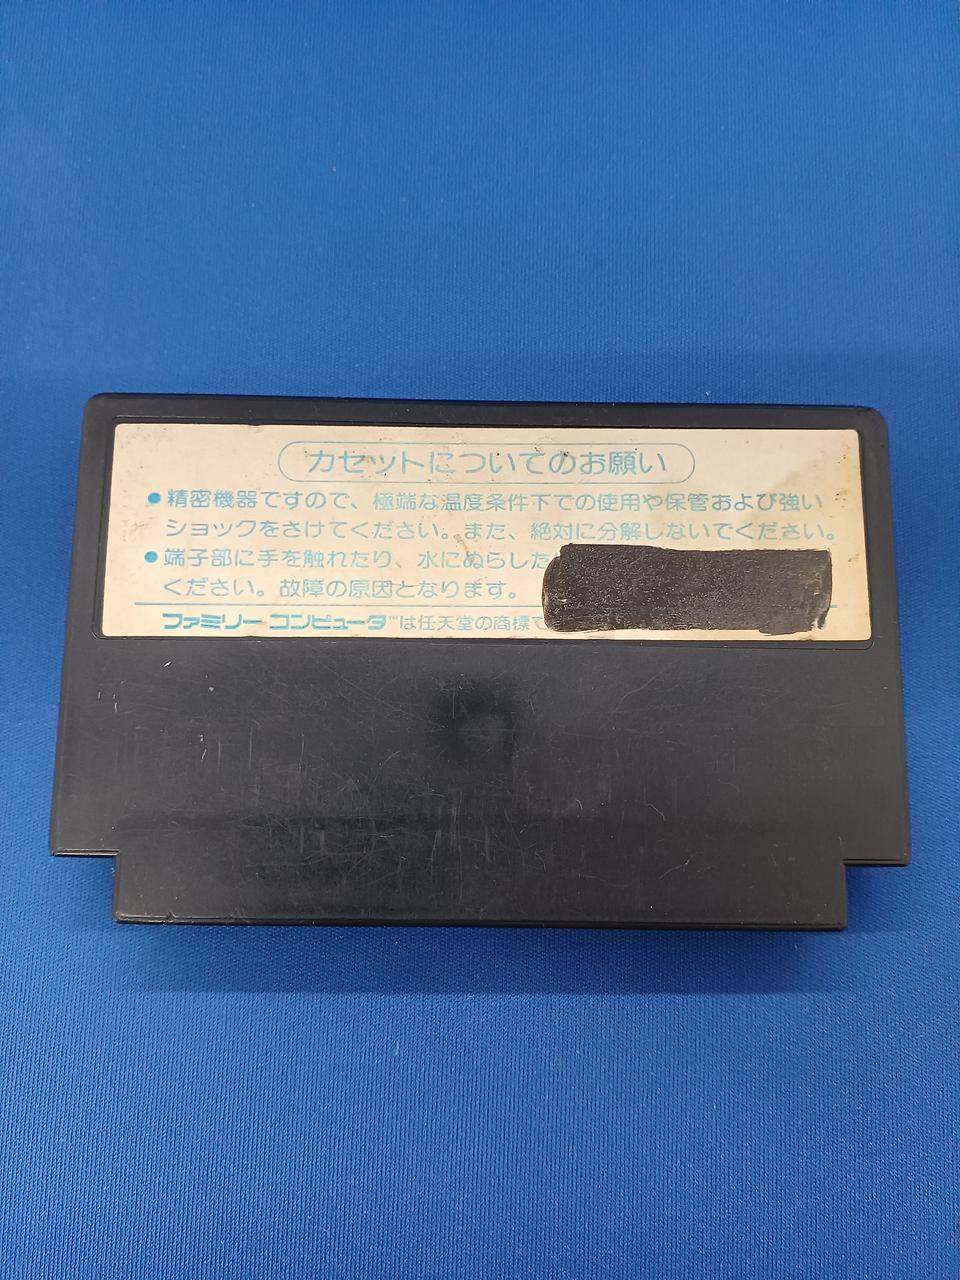 カセットについてのお願い
●精密機器ですので、極端な温度条件下での使用や保管および強い
ショックをさけてください。また、絶対に分解しないでください。
●端子部に手を触れたり、水にぬらした
ください。故障の原因となります。
ファミリーコンピュータ™は任天堂の商標で